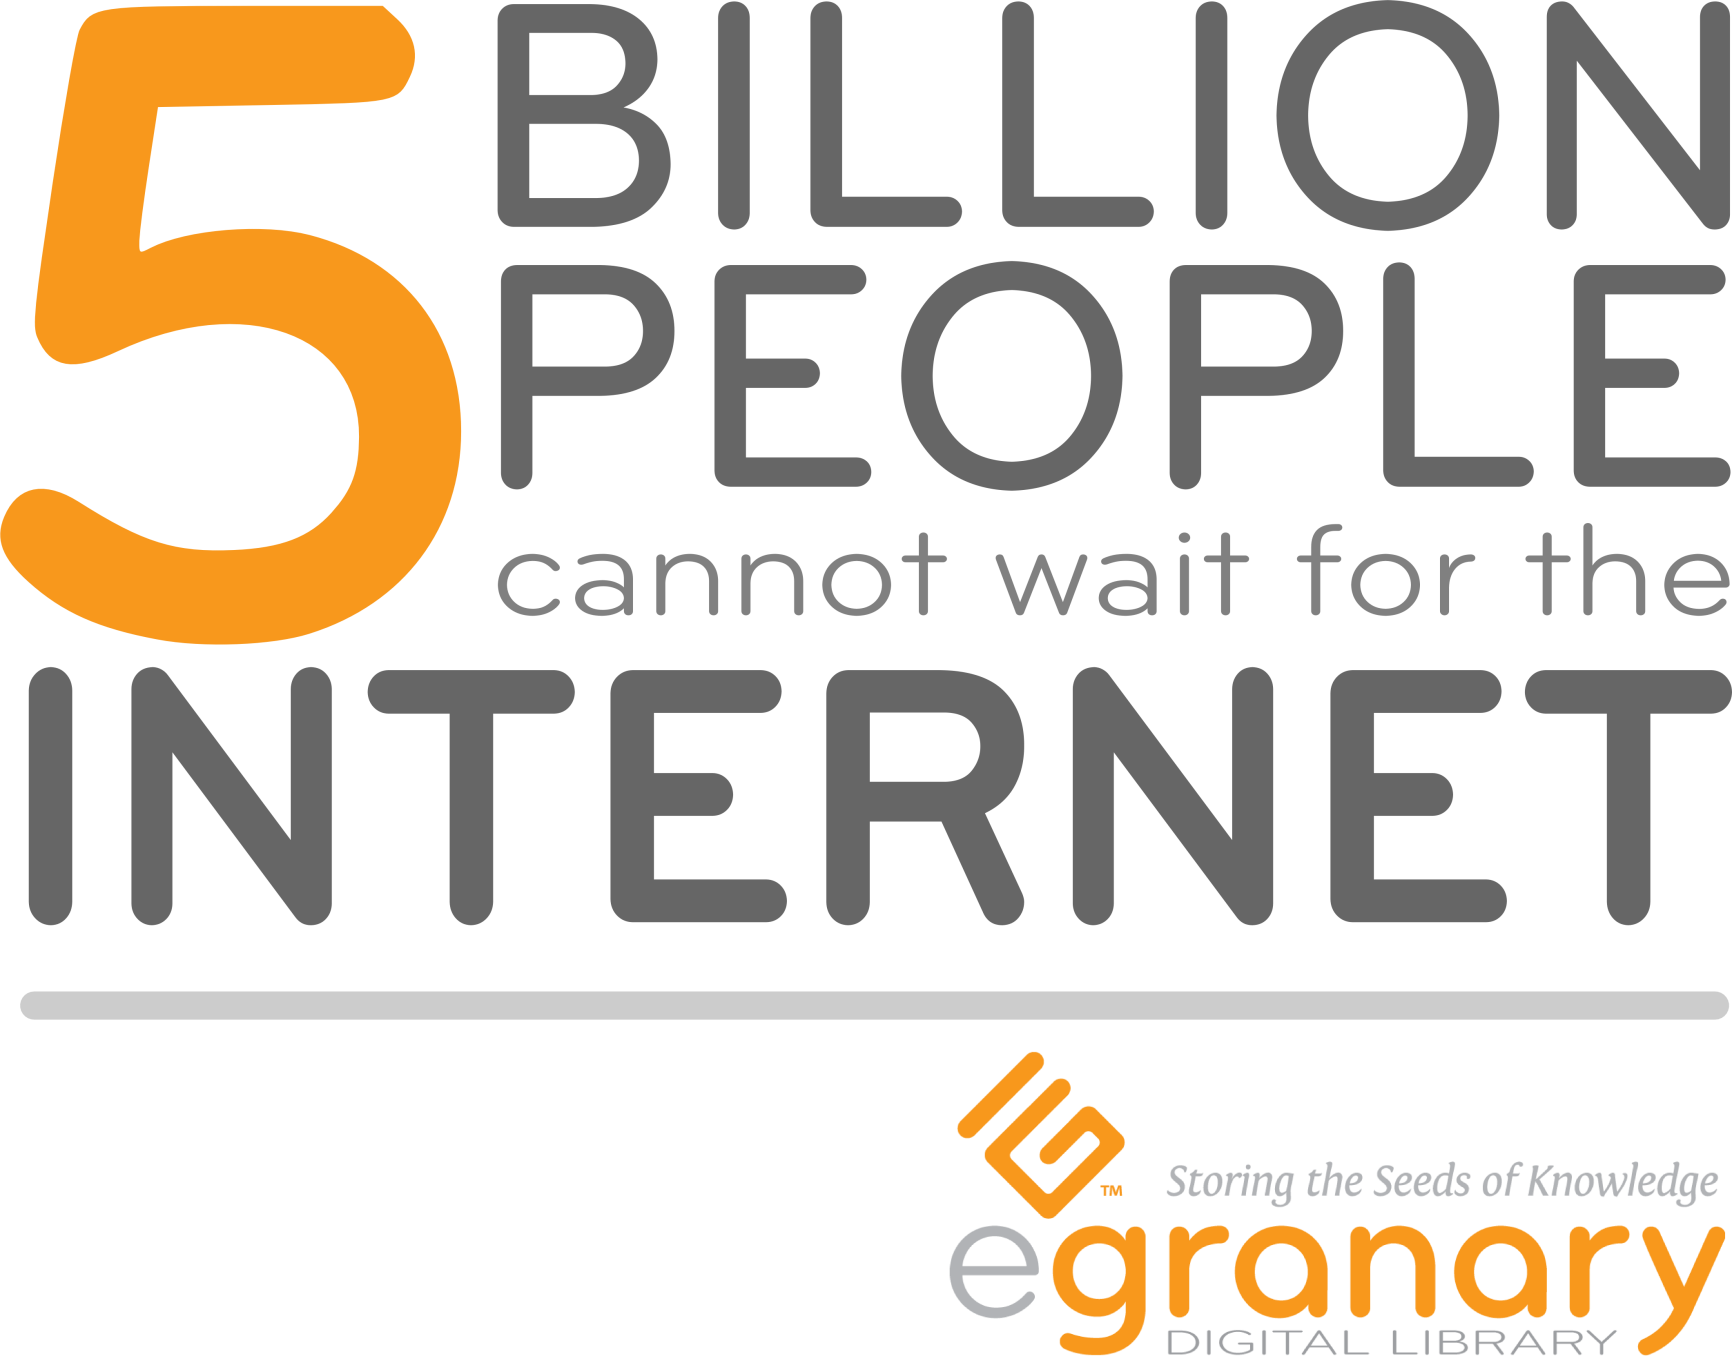 5 BILLION
PEOPLE
cannot wait for the
INTERNET
TM
Storing the Seeds of Knowledge
egranary
DIGITAL LIBRARY